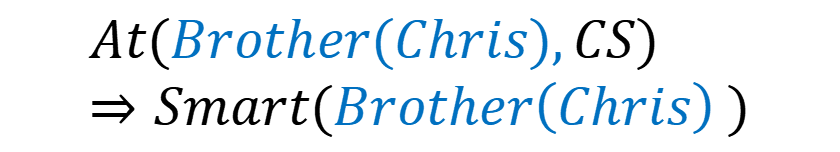 At(Brother(Chris), CS)
⇒ Smart(Brother(Chris) )